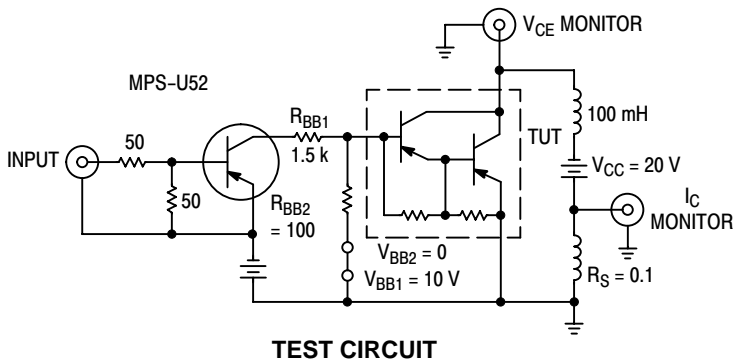 V_CE MONITOR
MPS-U52
R_BB1
1.5 k
100 mH
TUT
INPUT
50
50
V_CC = 20 V
I_C
MONITOR
R_BB2
= 100
V_BB2 = 0
V_BB1 = 10 V
R_S = 0.1
TEST CIRCUIT